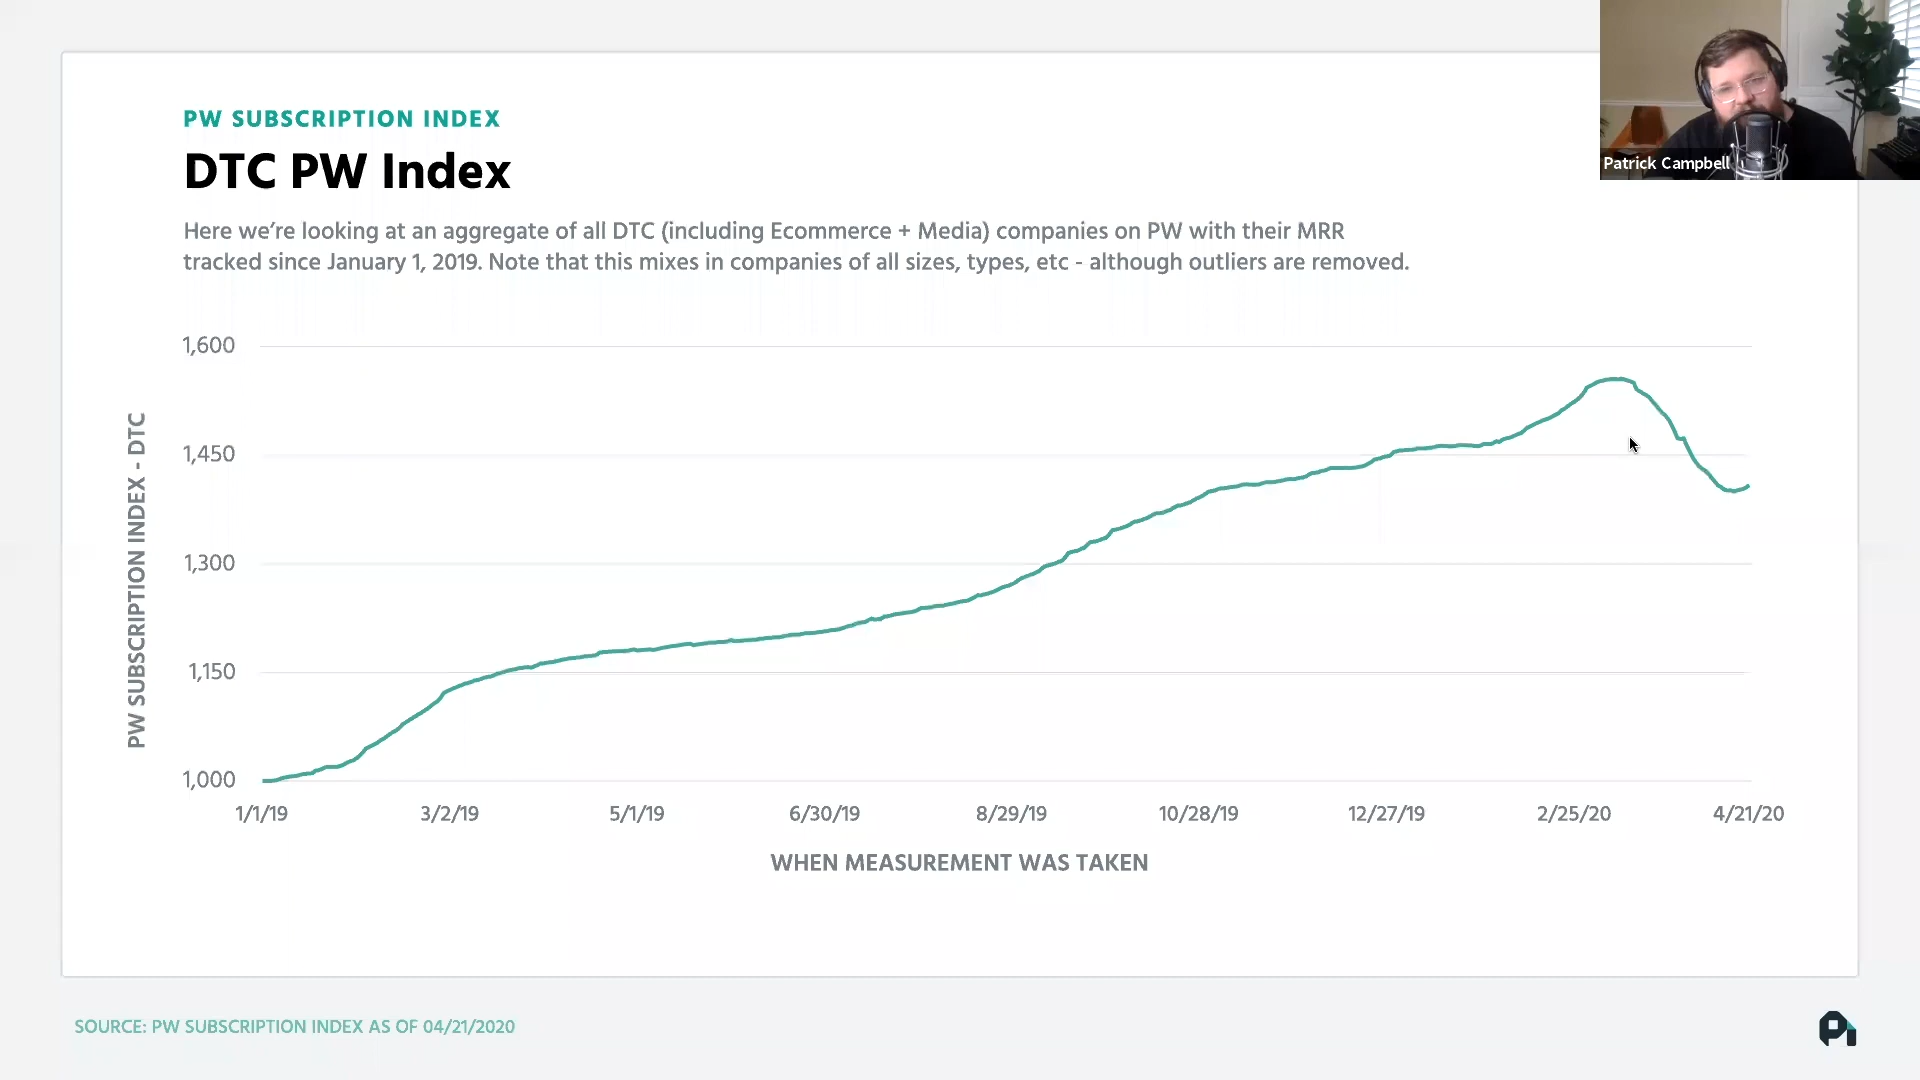 PW SUBSCRIPTION INDEX
DTC PW Index
Here we’re looking at an aggregate of all DTC (including Ecommerce + Media) companies on PW with their MRR
tracked since January 1, 2019. Note that this mixes in companies of all sizes, types, etc - although outliers are removed.
Patrick Campbell
PW SUBSCRIPTION INDEX - DTC
1,600
1,450
1,300
1,150
1,000
1/1/19
3/2/19
5/1/19
6/30/19
8/29/19
10/28/19
12/27/19
2/25/20
4/21/20
WHEN MEASUREMENT WAS TAKEN
SOURCE: PW SUBSCRIPTION INDEX AS OF 04/21/2020